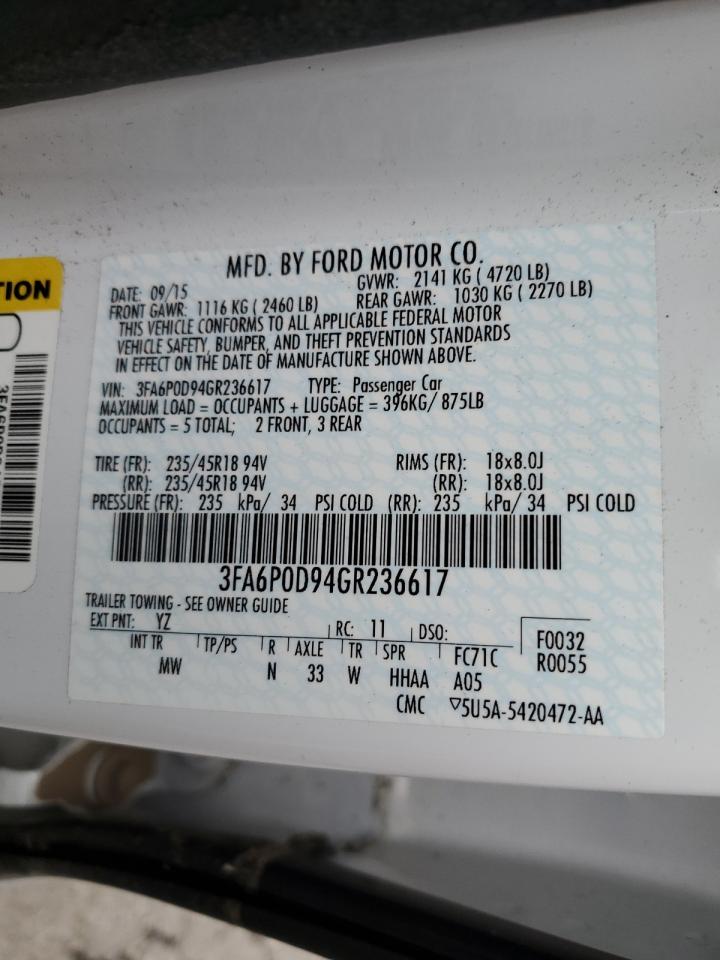 MFD. BY FORD MOTOR CO.
DATE: 09/15 GVWR: 2141 KG ( 4720 LB)
FRONT GAWR: 1116 KG ( 2460 LB) REAR GAWR: 1030 KG ( 2270 LB)
THIS VEHICLE CONFORMS TO ALL APPLICABLE FEDERAL MOTOR
VEHICLE SAFETY, BUMPER, AND THEFT PREVENTION STANDARDS
IN EFFECT ON THE DATE OF MANUFACTURE SHOWN ABOVE.
VIN: 3FA6P0D94GR236617 TYPE: Passenger Car
MAXIMUM LOAD = OCCUPANTS + LUGGAGE = 396KG/ 875LB
OCCUPANTS = 5 TOTAL; 2 FRONT, 3 REAR
TIRE (FR): 235/45R18 94V RIMS (FR): 18x8.0J
(RR): 235/45R18 94V (RR): 18x8.0J
PRESSURE (FR): 235 kPa/ 34 PSI COLD (RR): 235 kPa/ 34 PSI COLD
3FA6P0D94GR236617
TRAILER TOWING - SEE OWNER GUIDE
EXT PNT: YZ RC: 11 DSO: F0032
INT TR TP/PS R AXLE TR SPR FC71C R0055
MW N 33 W HHAA A05
CMC ▽5U5A-5420472-AA
TION